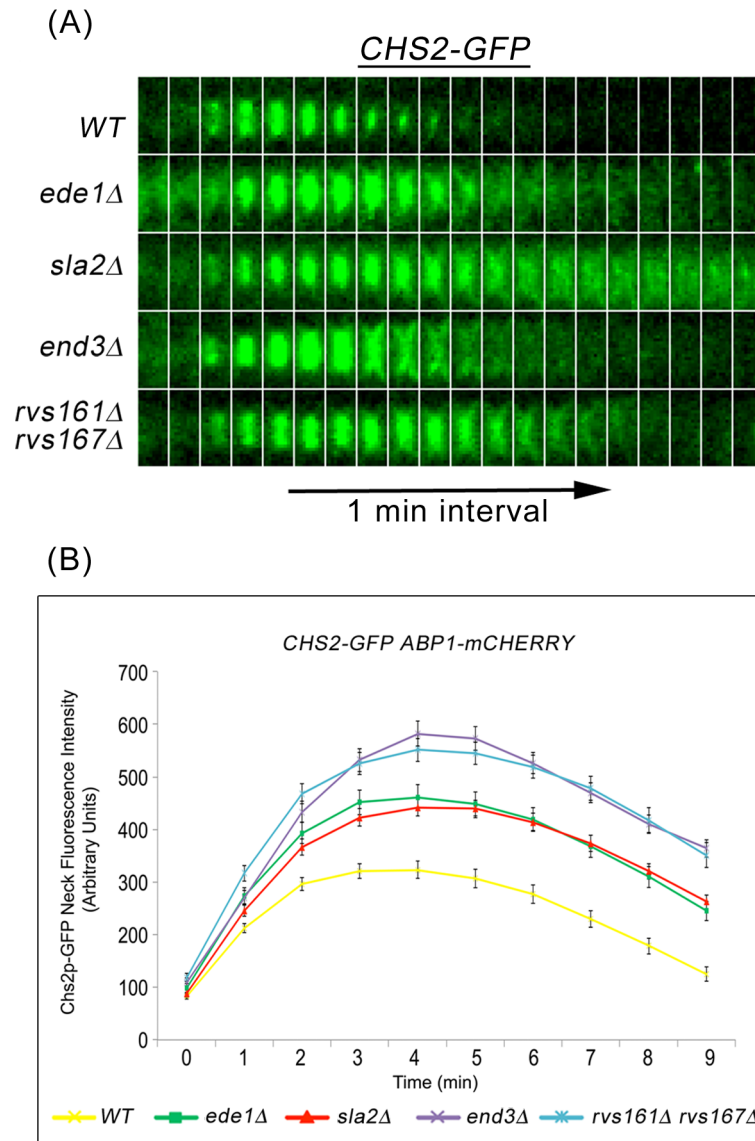 (A)
CHS2-GFP
WT
ede1Δ
sla2Δ
end3Δ
rvs161Δ
rvs167Δ
1 min interval
(B)
CHS2-GFP ABP1-mCHERRY
Chs2p-GFP Neck Fluorescence Intensity
(Arbitrary Units)
700
600
500
400
300
200
100
0
0 1 2 3 4 5 6 7 8 9
Time (min)
WT ede1Δ sla2Δ end3Δ rvs161Δ rvs167Δ